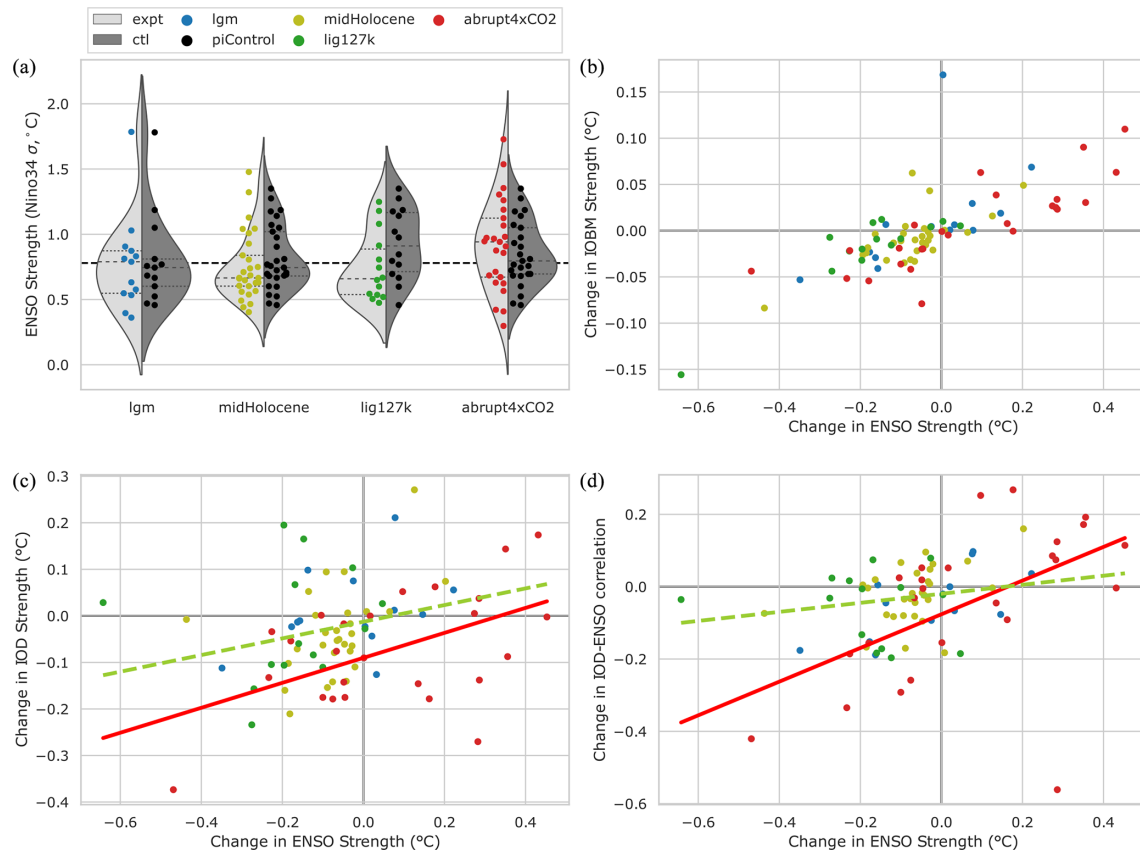 expt lgm midHolocene abrupt4xCO2
ctl piControl lig127k
(a)
ENSO Strength (Nino34 σ, °C)
2.0
1.5
1.0
0.5
0.0
lgm midHolocene lig127k abrupt4xCO2
(b)
Change in IOBM Strength (°C)
0.15
0.10
0.05
0.00
−0.05
−0.10
−0.15
−0.6 −0.4 −0.2 0.0 0.2 0.4
Change in ENSO Strength (°C)
(c)
Change in IOD Strength (°C)
0.3
0.2
0.1
0.0
−0.1
−0.2
−0.3
−0.4
−0.6 −0.4 −0.2 0.0 0.2 0.4
Change in ENSO Strength (°C)
(d)
Change in IOD-ENSO correlation
0.2
0.0
−0.2
−0.4
−0.6
−0.6 −0.4 −0.2 0.0 0.2 0.4
Change in ENSO Strength (°C)